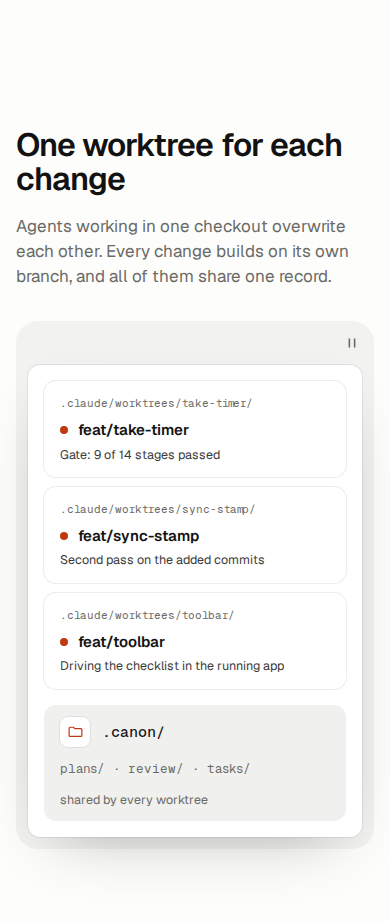 One worktree for each
change
Agents working in one checkout overwrite
each other. Every change builds on its own
branch, and all of them share one record.
.claude/worktrees/take-timer/
feat/take-timer
Gate: 9 of 14 stages passed
.claude/worktrees/sync-stamp/
feat/sync-stamp
Second pass on the added commits
.claude/worktrees/toolbar/
feat/toolbar
Driving the checklist in the running app
.canon/
plans/ · review/ · tasks/
shared by every worktree